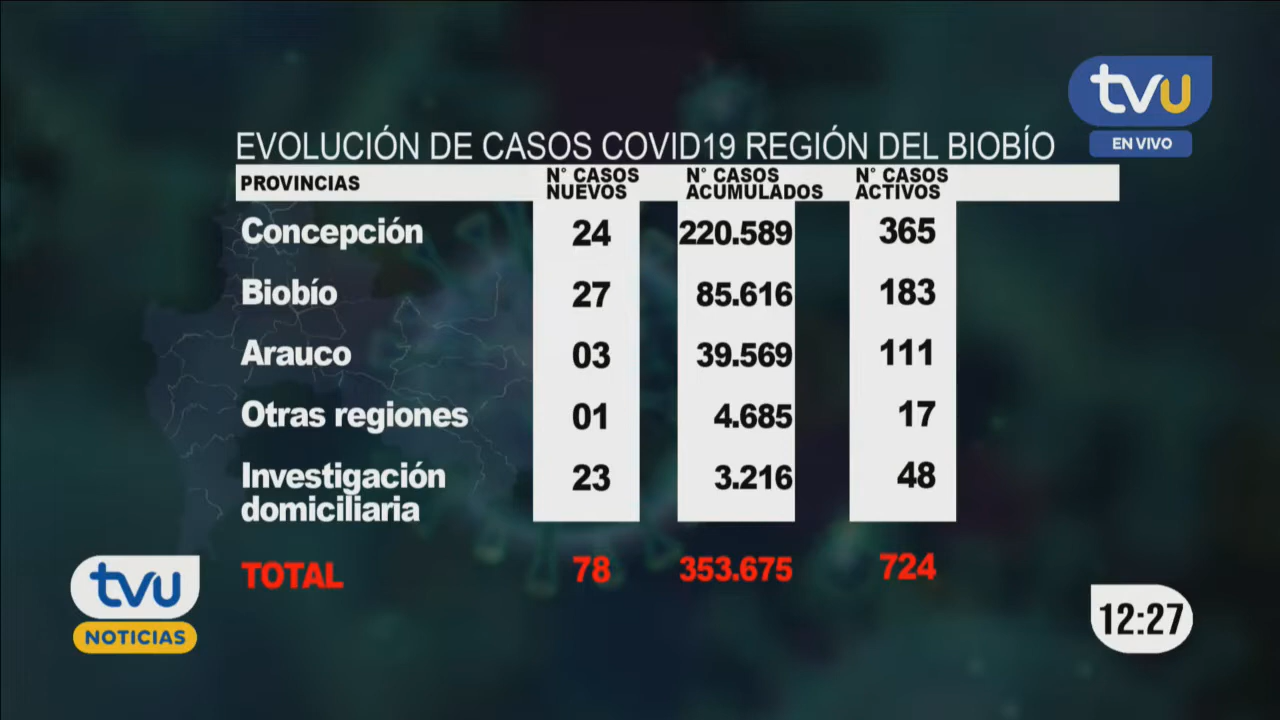 tvu
EN VIVO
EVOLUCIÓN DE CASOS COVID19 REGIÓN DEL BIOBÍO
PROVINCIAS N° CASOS NUEVOS N° CASOS ACUMULADOS N° CASOS ACTIVOS
Concepción 24 220.589 365
Biobío 27 85.616 183
Arauco 03 39.569 111
Otras regiones 01 4.685 17
Investigación domiciliaria 23 3.216 48
TOTAL 78 353.675 724
tvu
NOTICIAS
12:27